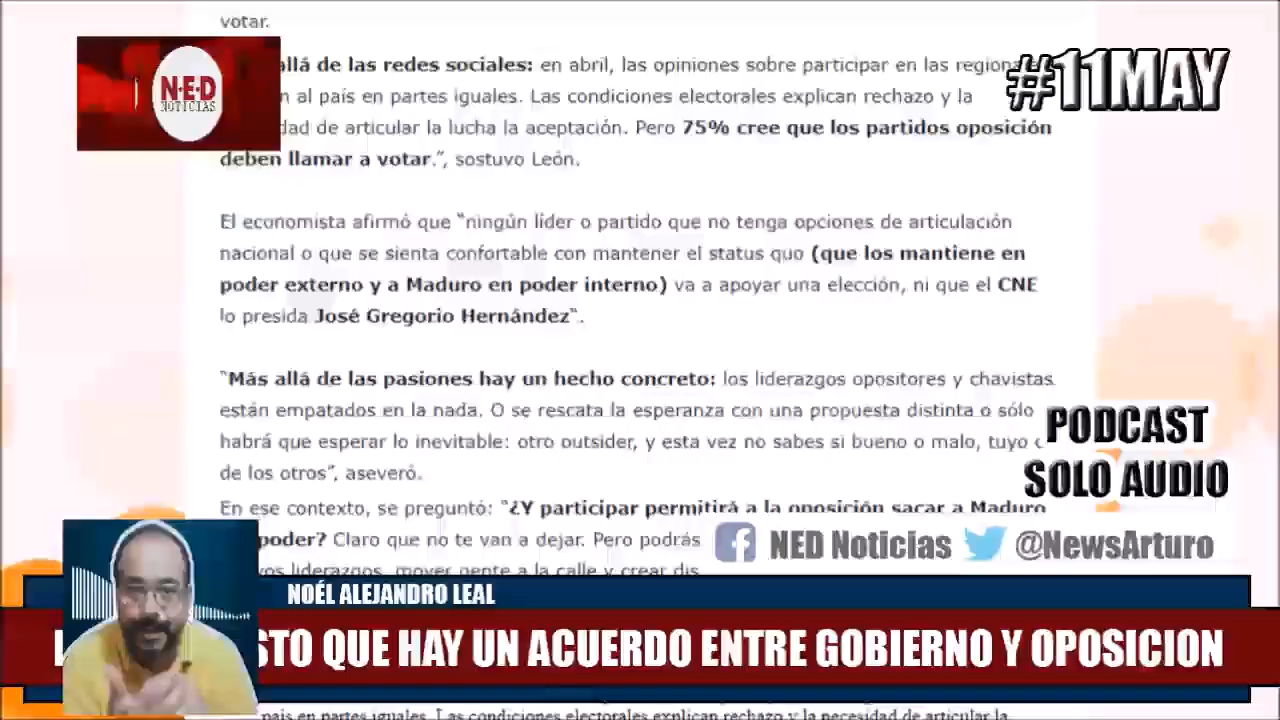 votar.
allá de las redes sociales: en abril, las opiniones sobre participar en las
n al país en partes iguales. Las condiciones electorales explican rechazo y la
dad de articular la lucha la aceptación. Pero 75% cree que los partidos oposición
deben llamar a votar.”, sostuvo León.
N·E·D
NOTICIAS
#11MAY
El economista afirmó que “ningún líder o partido que no tenga opciones de articulación
nacional o que se sienta confortable con mantener el status quo (que los mantiene en
poder externo y a Maduro en poder interno) va a apoyar una elección, ni que el CNE
lo presida José Gregorio Hernández“.
“Más allá de las pasiones hay un hecho concreto: los liderazgos opositores y chavistas
están empatados en la nada. O se rescata la esperanza con una propuesta distinta o sólo
habrá que esperar lo inevitable: otro outsider, y esta vez no sabes si bueno o malo, tuyo
de los otros”, aseveró.
PODCAST
SOLO AUDIO
En ese contexto, se preguntó: “¿Y participar permitirá a la oposición sacar a Maduro
poder? Claro que no te van a dejar. Pero podrás
liderazgos, mover gente a la calle y crear dis
NED Noticias @NewsArturo
NOÉL ALEJANDRO LEAL
STO QUE HAY UN ACUERDO ENTRE GOBIERNO Y OPOSICION
país en partes iguales. Las condiciones electorales explican rechazo y la necesidad de articular la